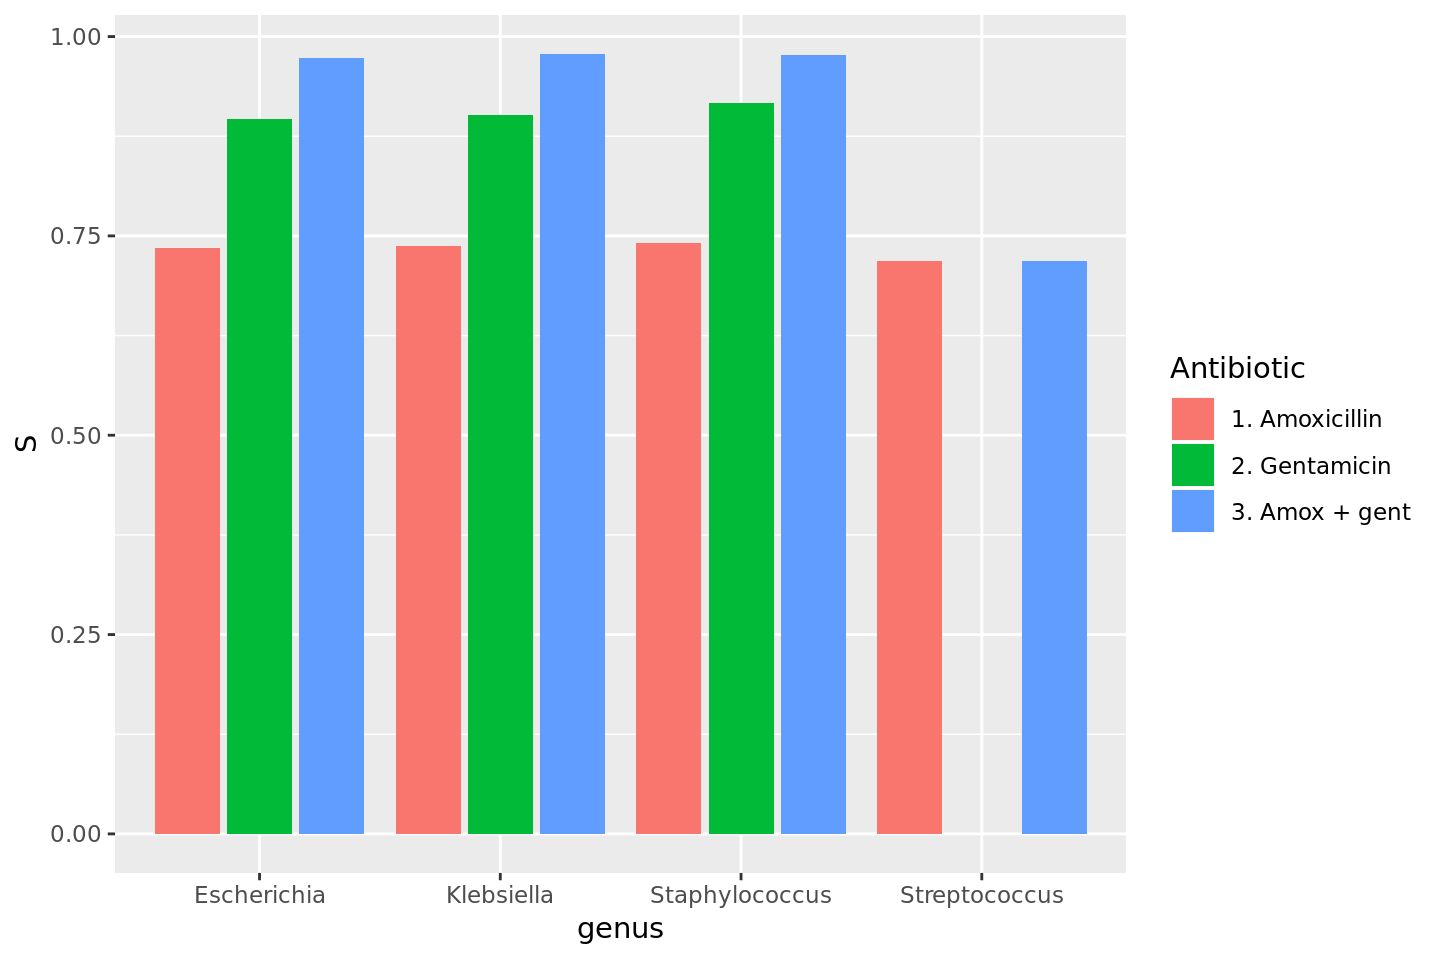 1.00
0.75
0.50
0.25
0.00
S
Escherichia
Klebsiella
Staphylococcus
Streptococcus
genus
Antibiotic
1. Amoxicillin
2. Gentamicin
3. Amox + gent